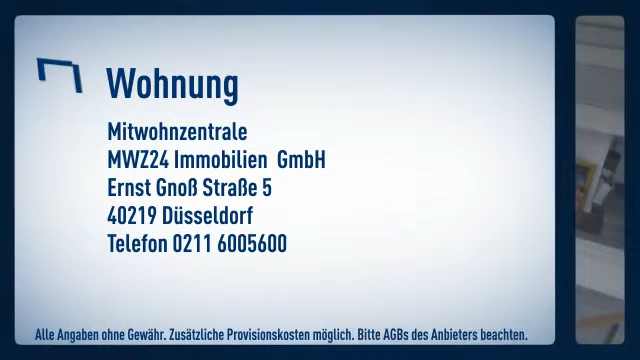 Wohnung
Mitwohnzentrale
MWZ24 Immobilien GmbH
Ernst Gnoß Straße 5
40219 Düsseldorf
Telefon 0211 6005600
Alle Angaben ohne Gewähr. Zusätzliche Provisionskosten möglich. Bitte AGBs des Anbieters beachten.